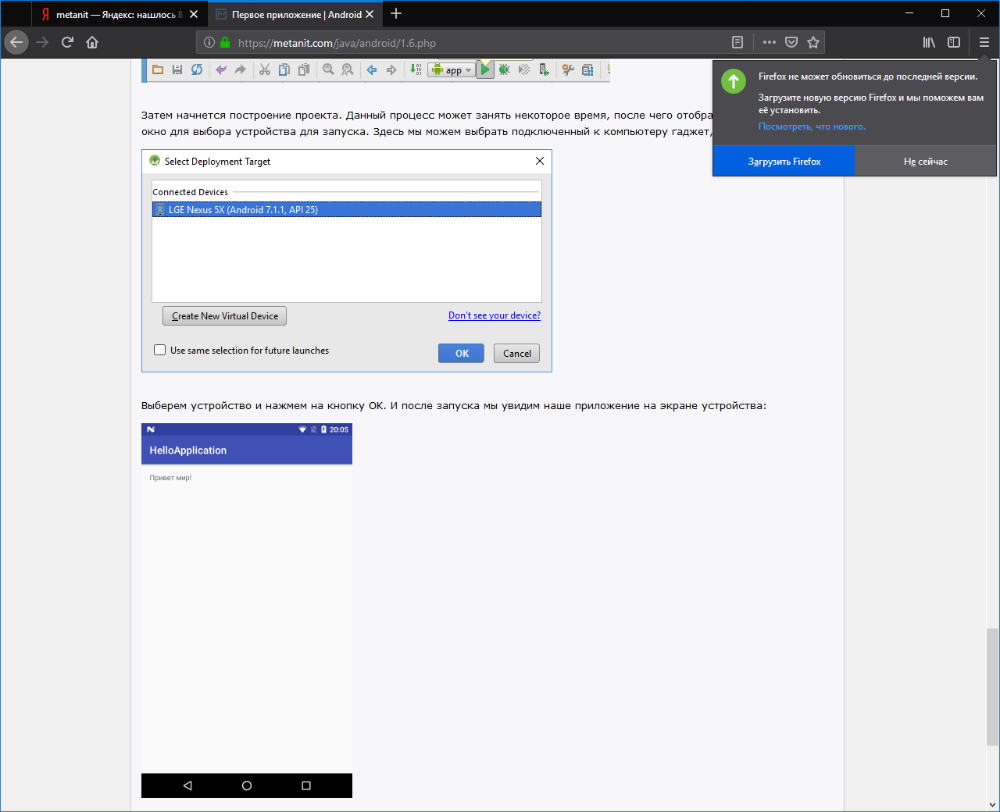 metanit — Яндекс: нашлось 8
Первое приложение | Android
https://metanit.com/java/android/1.6.php
Firefox не может обновиться до последней версии.
Загрузите новую версию Firefox и мы поможем вам
её установить.
Посмотреть, что нового.
Загрузить Firefox
Не сейчас
app
Затем начнется построение проекта. Данный процесс может занять некоторое время, после чего отобра
окно для выбора устройства для запуска. Здесь мы можем выбрать подключенный к компьютеру гаджет,
Select Deployment Target
Connected Devices
LGE Nexus 5X (Android 7.1.1, API 25)
Create New Virtual Device
Don't see your device?
Use same selection for future launches
OK
Cancel
Выберем устройство и нажмем на кнопку OK. И после запуска мы увидим наше приложение на экране устройства:
20:05
HelloApplication
Привет мир!